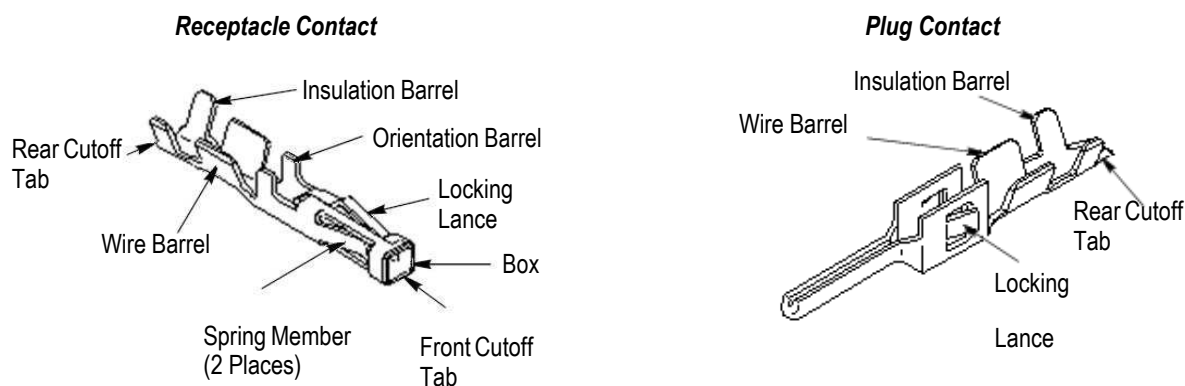 Receptacle Contact
Insulation Barrel
Orientation Barrel
Rear Cutoff
Tab
Locking
Lance
Wire Barrel
Box
Spring Member
(2 Places)
Front Cutoff
Tab
Plug Contact
Insulation Barrel
Wire Barrel
Rear Cutoff
Tab
Locking
Lance